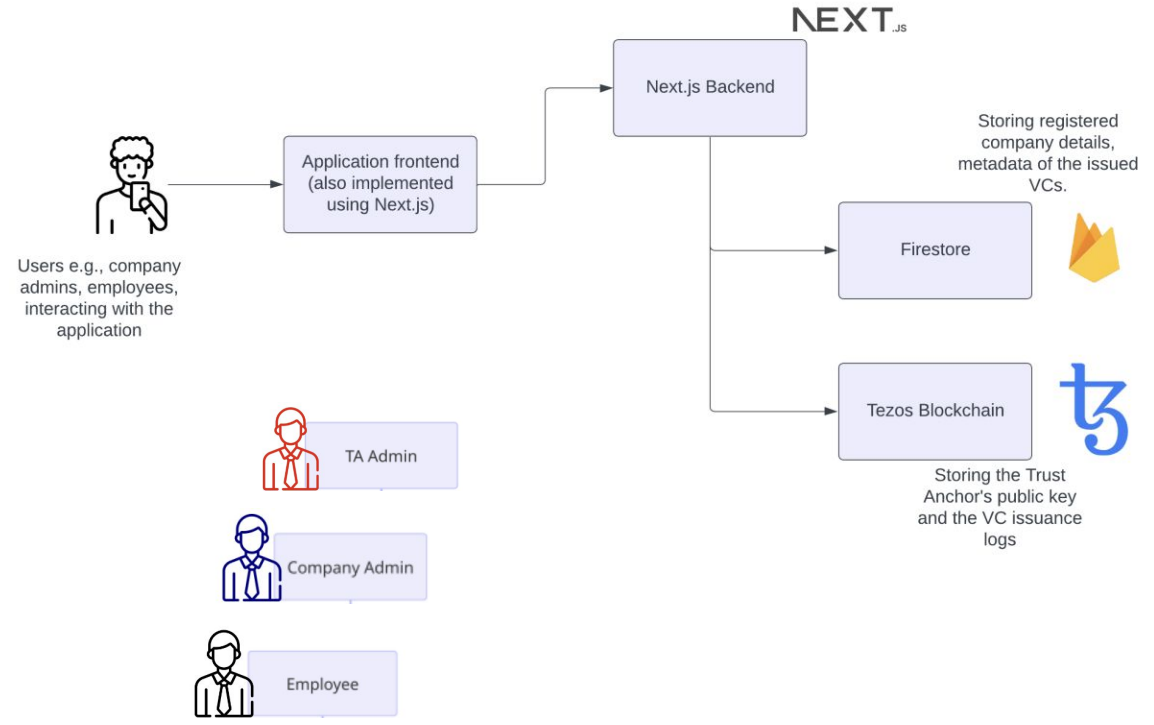 NEXT.JS
Next.js Backend
Storing registered
company details,
metadata of the issued
VCs.
Application frontend
(also implemented
using Next.js)
Firestore
Users e.g., company
admins, employees,
interacting with the
application
Tezos Blockchain
TA Admin
Storing the Trust
Anchor's public key
and the VC issuance
logs
Company Admin
Employee